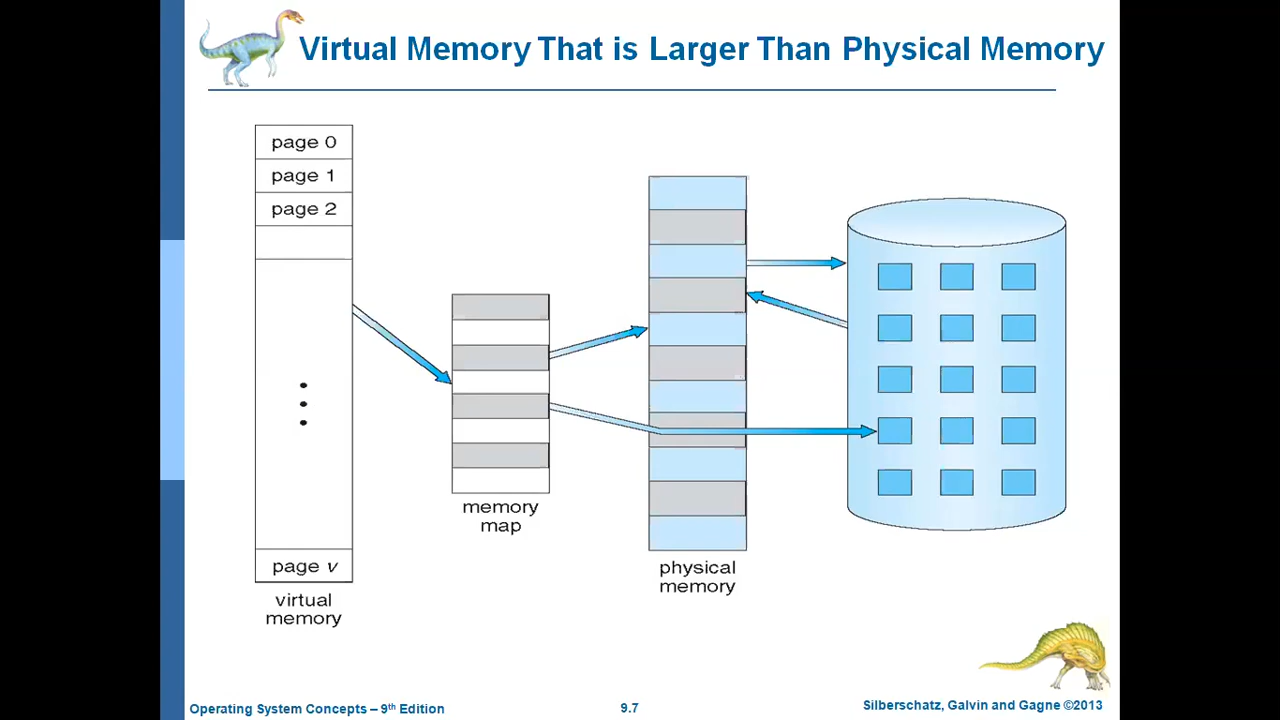 Virtual Memory That is Larger Than Physical Memory
page 0
page 1
page 2
page v
virtual
memory
memory
map
physical
memory
Operating System Concepts – 9th Edition
9.7
Silberschatz, Galvin and Gagne ©2013